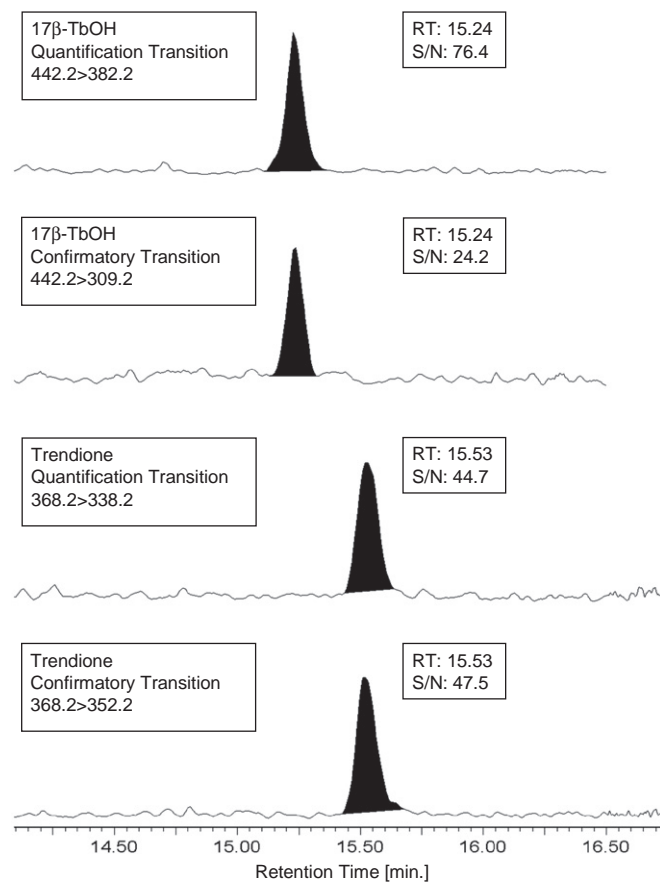 17β-TbOH
Quantification Transition
442.2>382.2
RT: 15.24
S/N: 76.4
17β-TbOH
Confirmatory Transition
442.2>309.2
RT: 15.24
S/N: 24.2
Trendione
Quantification Transition
368.2>338.2
RT: 15.53
S/N: 44.7
Trendione
Confirmatory Transition
368.2>352.2
RT: 15.53
S/N: 47.5
14.50 15.00 15.50 16.00 16.50
Retention Time [min.]